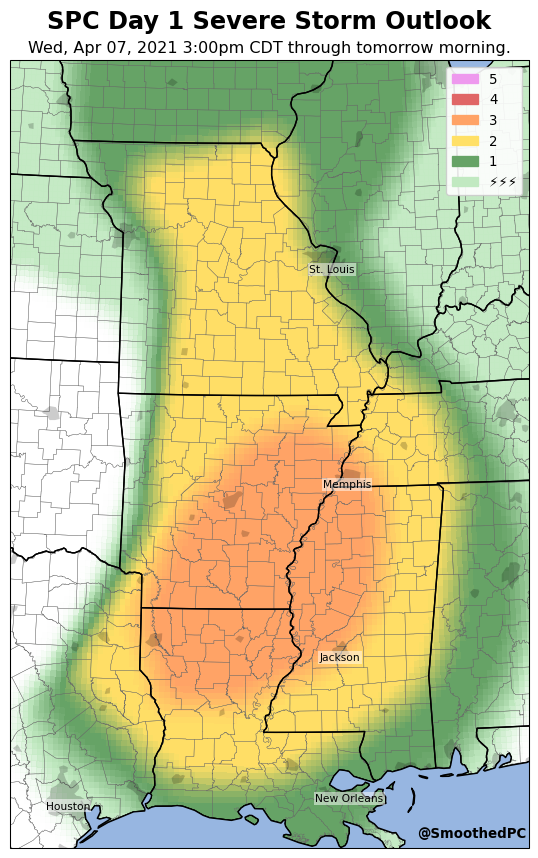 SPC Day 1 Severe Storm Outlook
Wed, Apr 07, 2021 3:00pm CDT through tomorrow morning.
5
4
3
2
1
⚡⚡⚡
St. Louis
Memphis
Jackson
New Orleans
Houston
@SmoothedPC